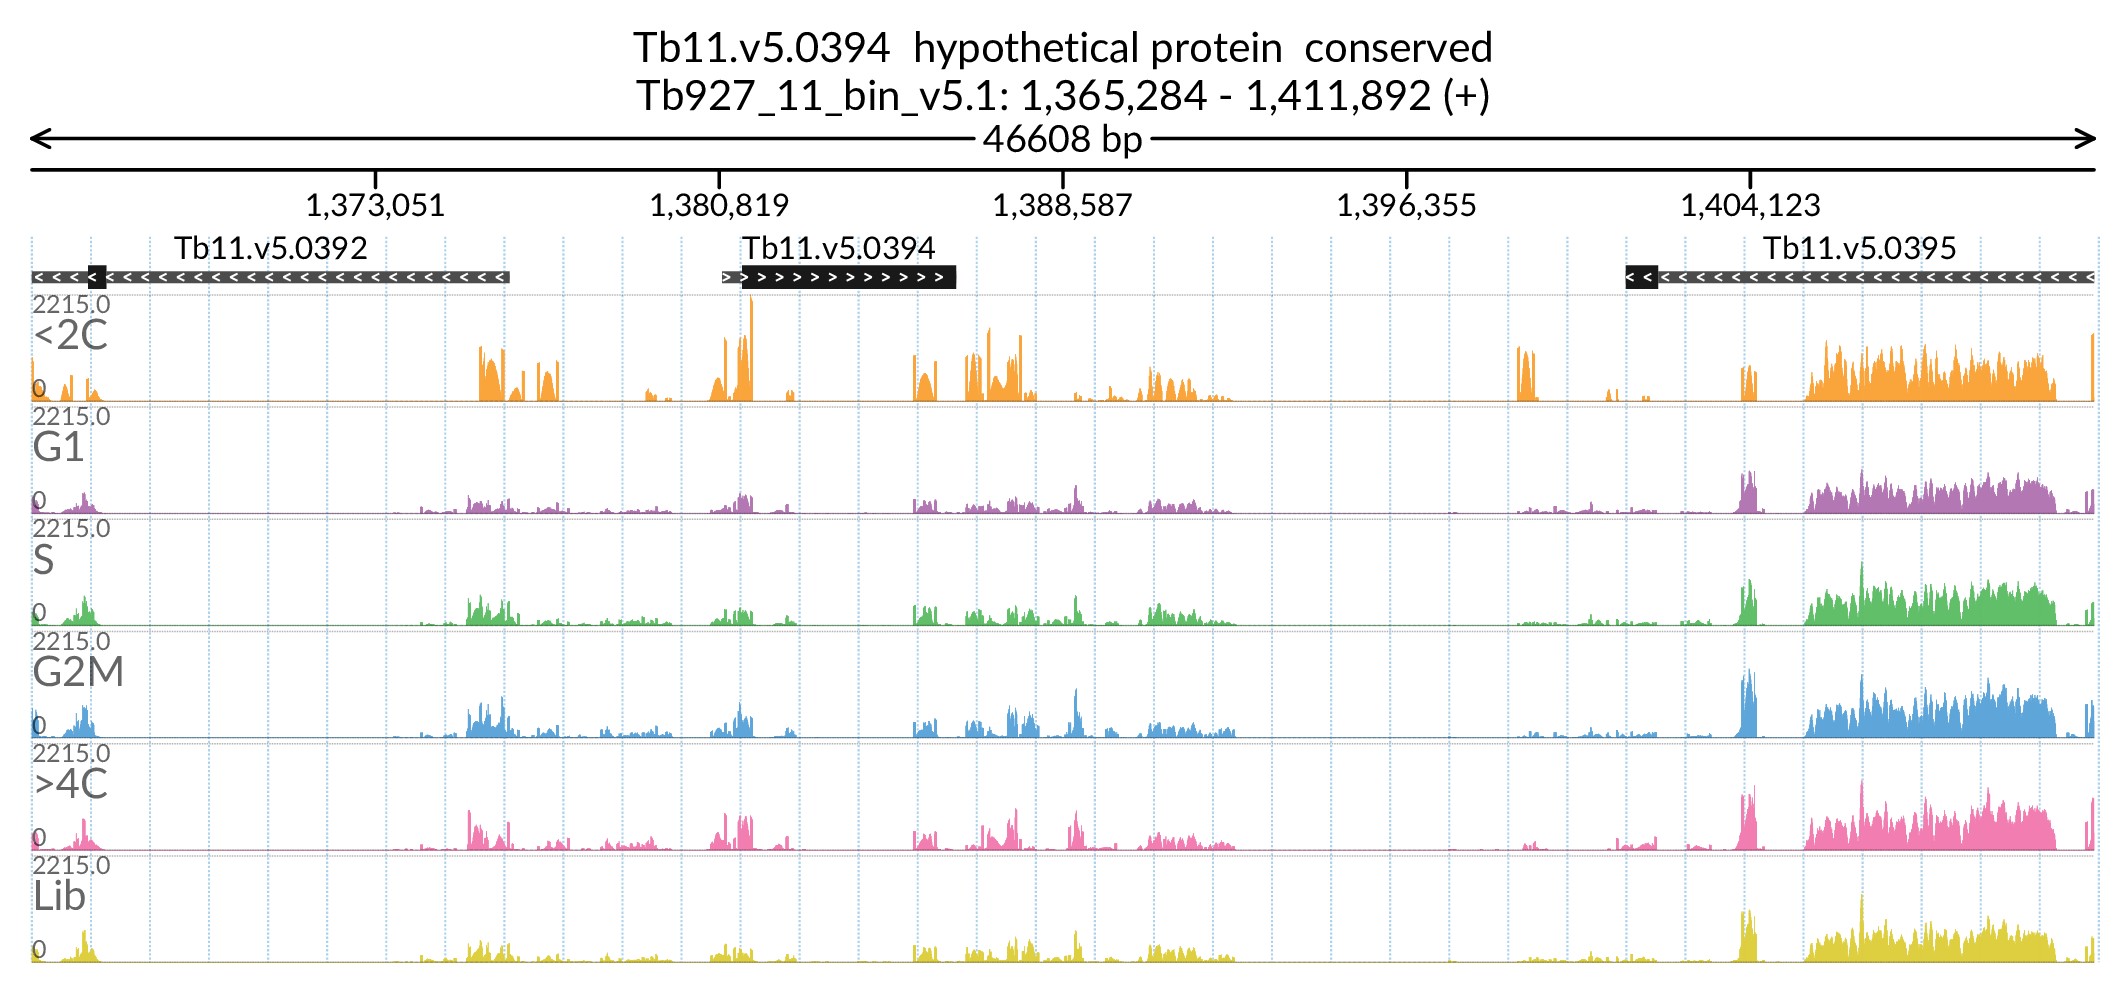 Tb11.v5.0394 hypothetical protein conserved
Tb927_11_bin_v5.1: 1,365,284 - 1,411,892 (+)
46608 bp
1,373,051 1,380,819 1,388,587 1,396,355 1,404,123
Tb11.v5.0392 Tb11.v5.0394 Tb11.v5.0395
2215.0
<2C
0
2215.0
G1
0
2215.0
S
0
2215.0
G2M
0
2215.0
>4C
0
2215.0
Lib
0